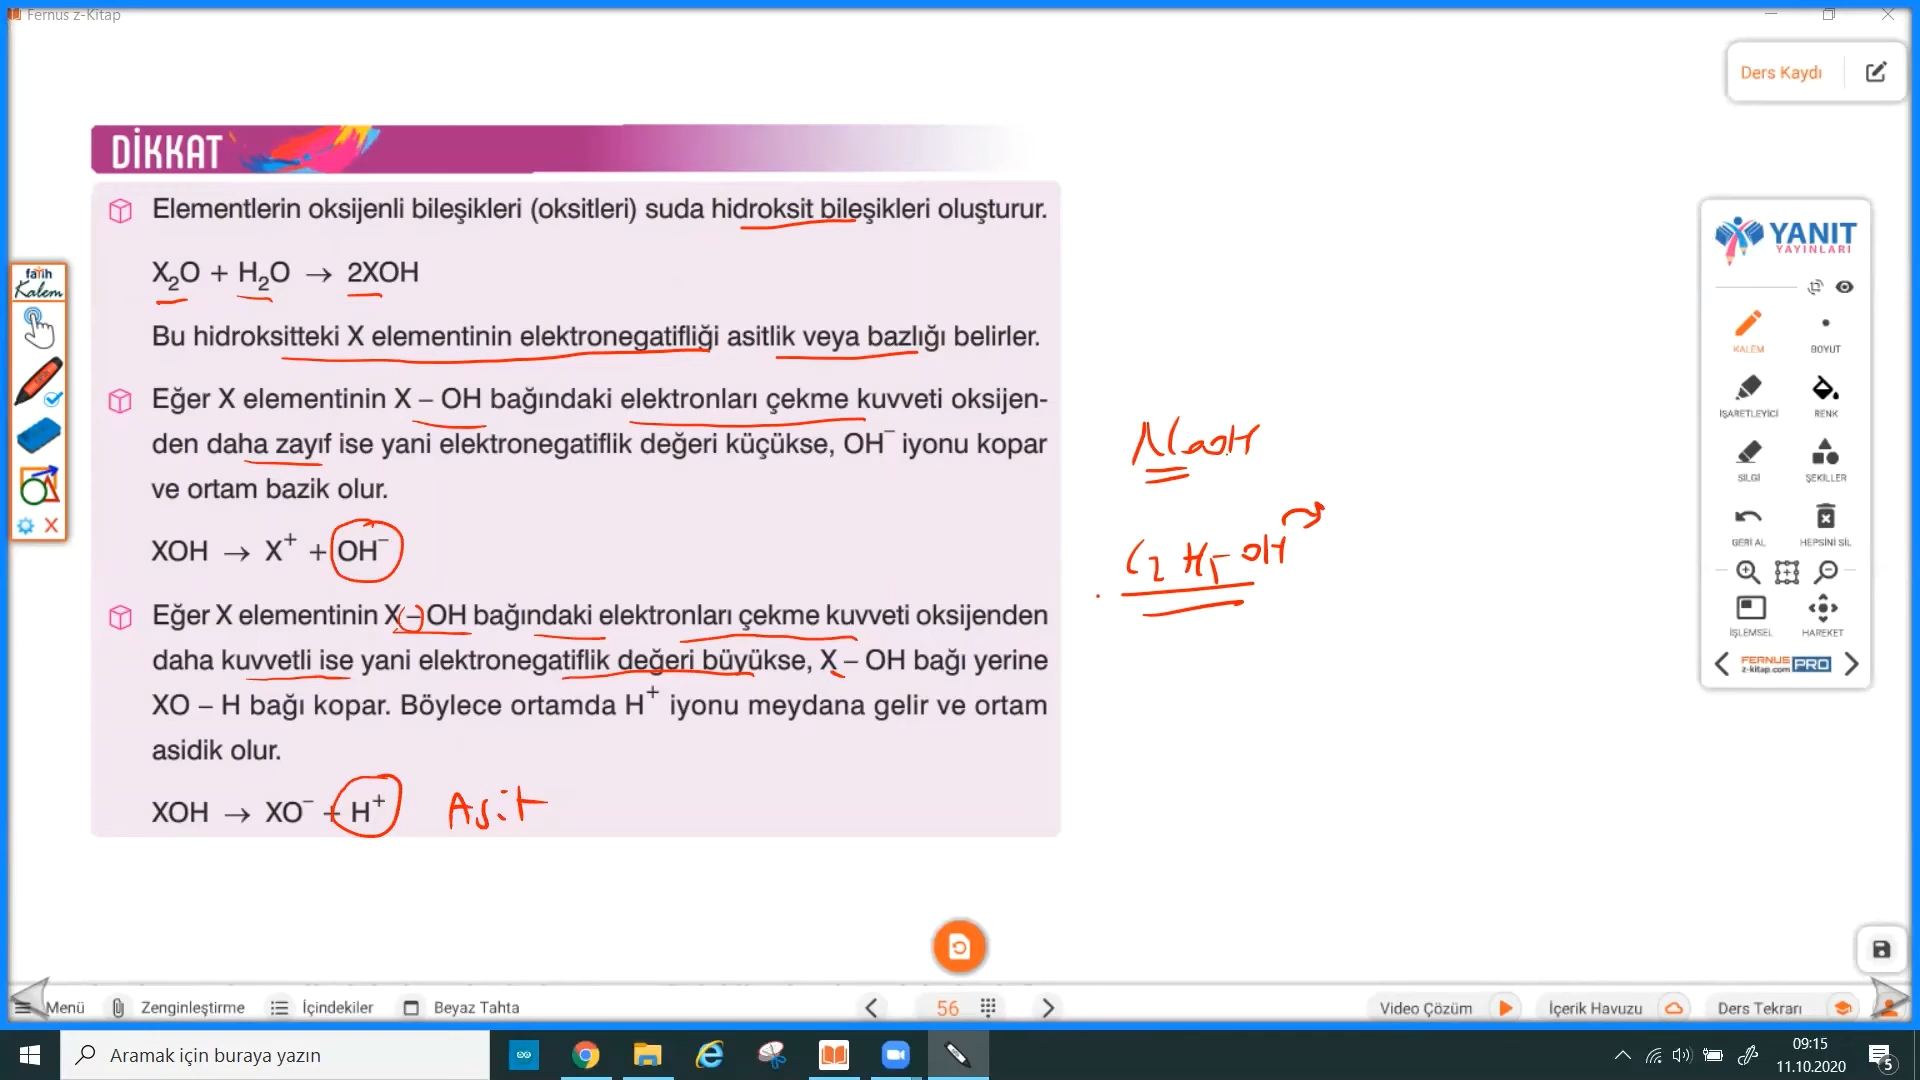 Fernus z-Kitap
Ders Kaydı
DİKKAT
Elementlerin oksijenli bileşikleri (oksitleri) suda hidroksit bileşikleri oluşturur.
X₂O + H₂O → 2XOH
Bu hidroksitteki X elementinin elektronegatifliği asitlik veya bazlığı belirler.
Eğer X elementinin X – OH bağındaki elektronları çekme kuvveti oksijen-
den daha zayıf ise yani elektronegatiflik değeri küçükse, OH⁻ iyonu kopar
ve ortam bazik olur.
XOH → X⁺ + OH⁻
Eğer X elementinin X – OH bağındaki elektronları çekme kuvveti oksijenden
daha kuvvetli ise yani elektronegatiflik değeri büyükse, X – OH bağı yerine
XO – H bağı kopar. Böylece ortamda H⁺ iyonu meydana gelir ve ortam
asidik olur.
XOH → XO⁻ + H⁺ Asit
NaOH
C₂H₅OH
fatih
Kalem
YANIT
YAYINLARI
KALEM
BOYUT
İŞARETLEYİCİ
RENK
SİLGİ
ŞEKİLLER
GERİ AL
HEPSİNİ SİL
İŞLEMSEL
HAREKET
FERNUS PRO
z-kitap.com
Menü
Zenginleştirme
İçindekiler
Beyaz Tahta
56
Video Çözüm
İçerik Havuzu
Ders Tekrarı
Aramak için buraya yazın
09:15
11.10.2020
5